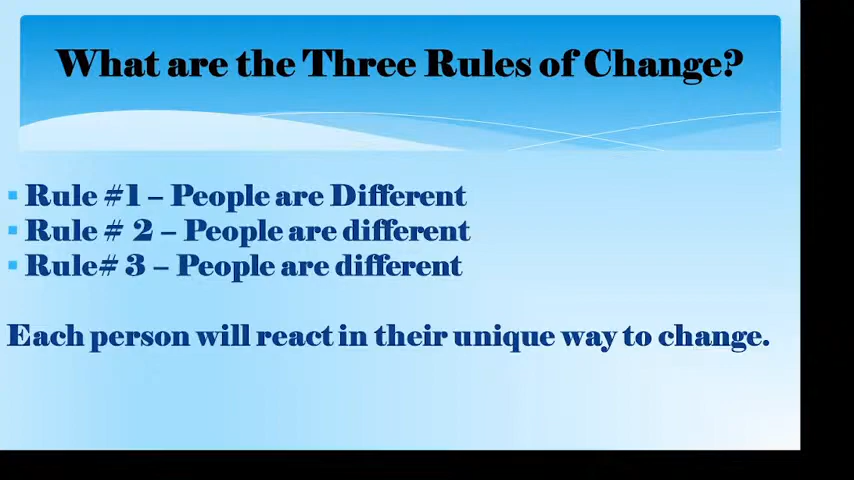 What are the Three Rules of Change?
Rule #1 – People are Different
Rule # 2 – People are different
Rule# 3 – People are different
Each person will react in their unique way to change.